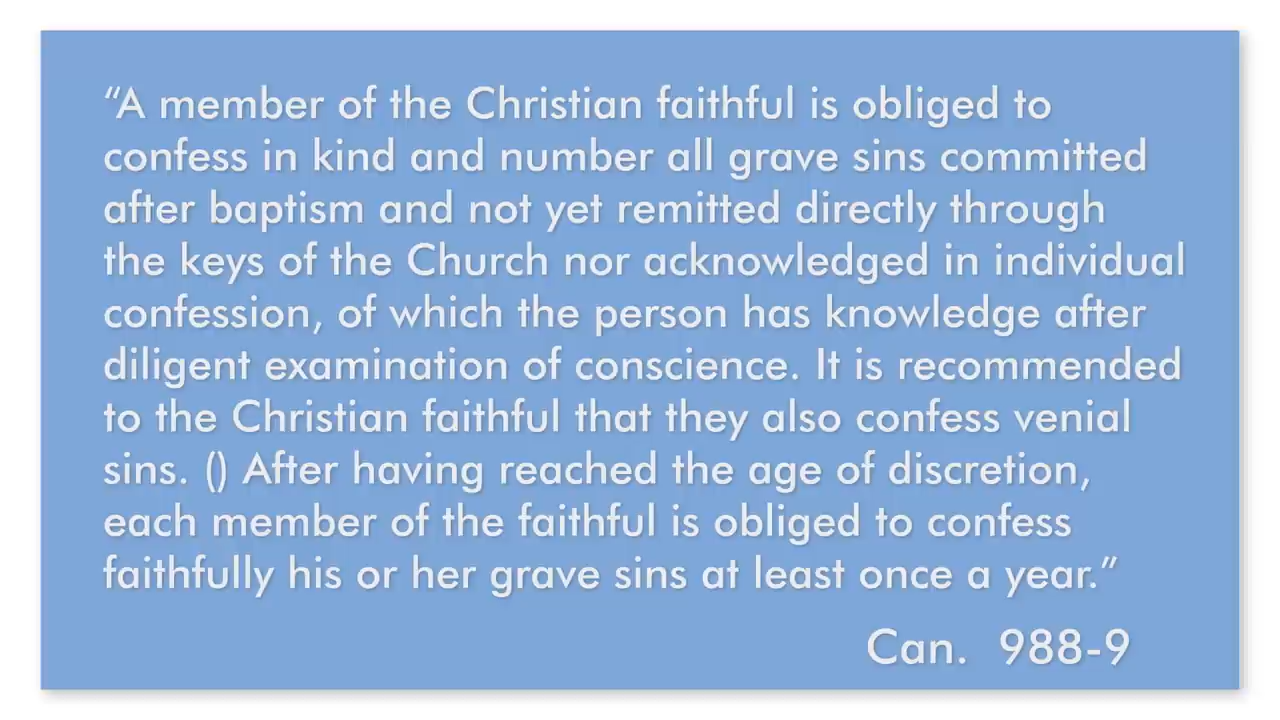 “A member of the Christian faithful is obliged to
confess in kind and number all grave sins committed
after baptism and not yet remitted directly through
the keys of the Church nor acknowledged in individual
confession, of which the person has knowledge after
diligent examination of conscience. It is recommended
to the Christian faithful that they also confess venial
sins. () After having reached the age of discretion,
each member of the faithful is obliged to confess
faithfully his or her grave sins at least once a year.”
Can. 988-9